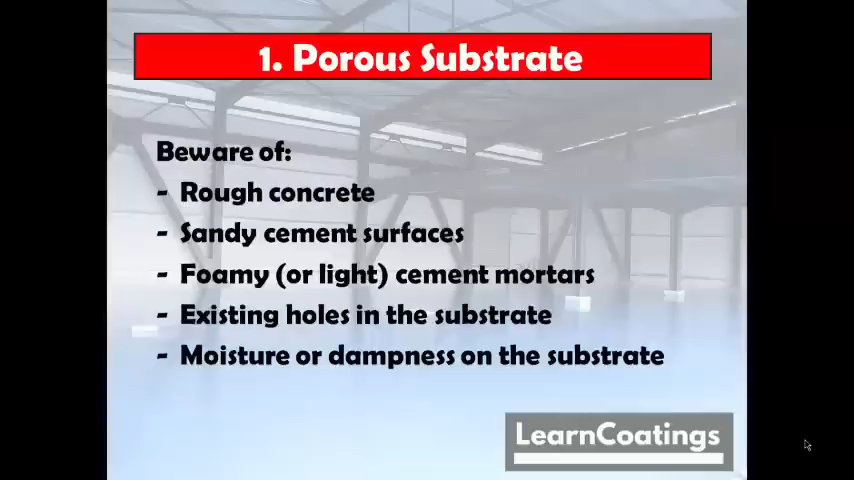 1. Porous Substrate
Beware of:
- Rough concrete
- Sandy cement surfaces
- Foamy (or light) cement mortars
- Existing holes in the substrate
- Moisture or dampness on the substrate
LearnCoatings